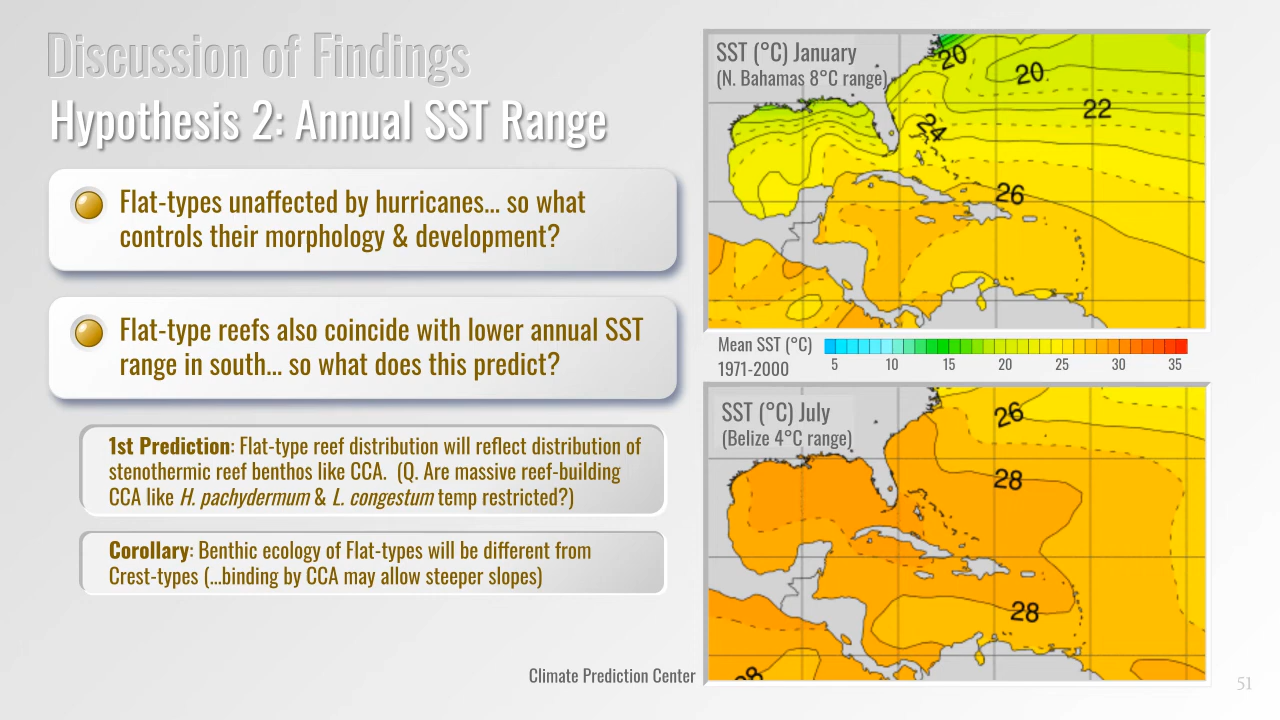 Discussion of Findings
Hypothesis 2: Annual SST Range
Flat-types unaffected by hurricanes... so what
controls their morphology & development?
Flat-type reefs also coincide with lower annual SST
range in south... so what does this predict?
1st Prediction: Flat-type reef distribution will reflect distribution of
stenothermic reef benthos like CCA. (Q. Are massive reef-building
CCA like H. pachydermum & L. congestum temp restricted?)
Corollary: Benthic ecology of Flat-types will be different from
Crest-types (...binding by CCA may allow steeper slopes)
SST (°C) January
(N. Bahamas 8°C range)
20
20
22
24
26
Mean SST (°C)
1971-2000
5 10 15 20 25 30 35
SST (°C) July
(Belize 4°C range)
26
28
28
Climate Prediction Center
51